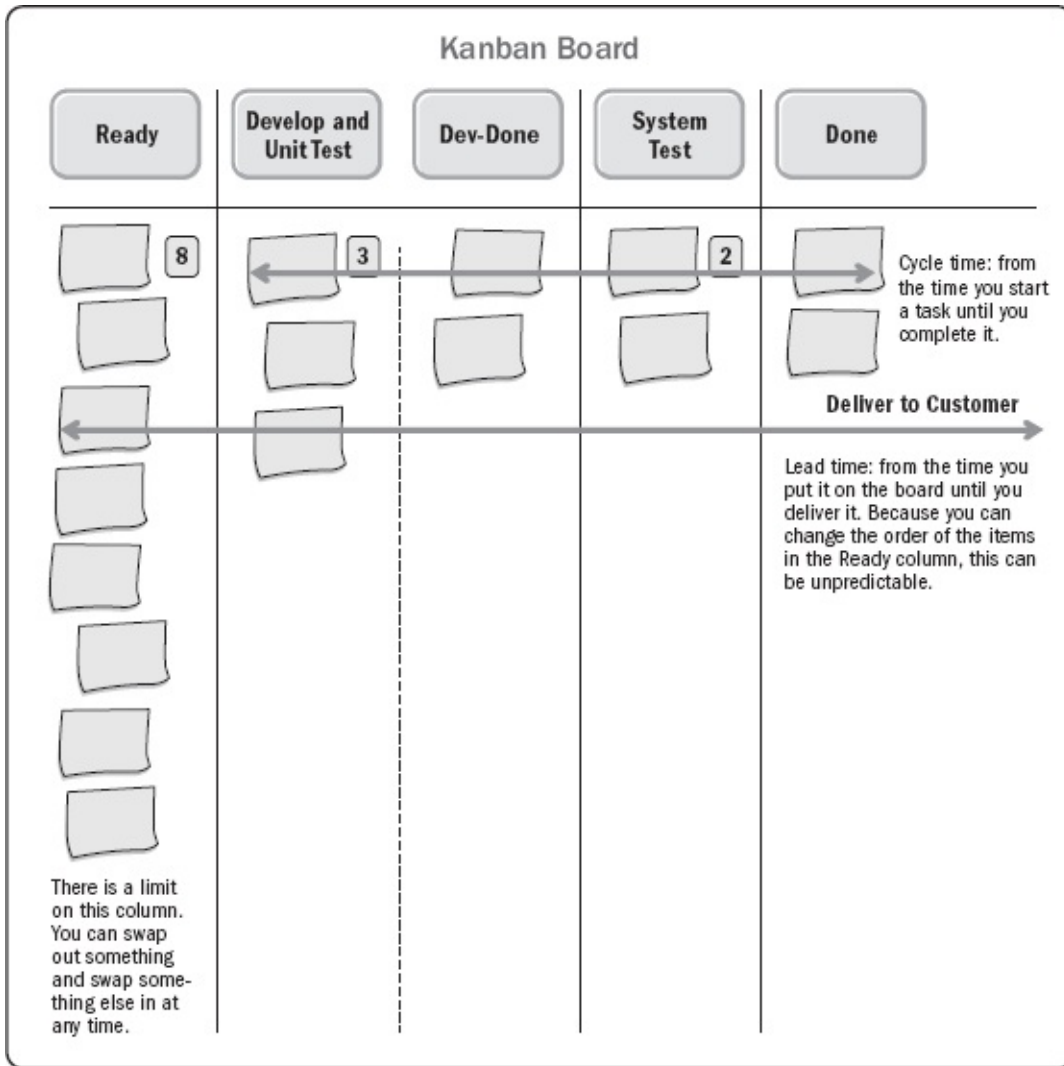 Kanban Board
Ready
Develop and
Unit Test
Dev-Done
System
Test
Done
8
3
2
Cycle time: from
the time you start
a task until you
complete it.
Deliver to Customer
Lead time: from the time you
put it on the board until you
deliver it. Because you can
change the order of the items
in the Ready column, this can
be unpredictable.
There is a limit
on this column.
You can swap
out something
and swap some-
thing else in at
any time.